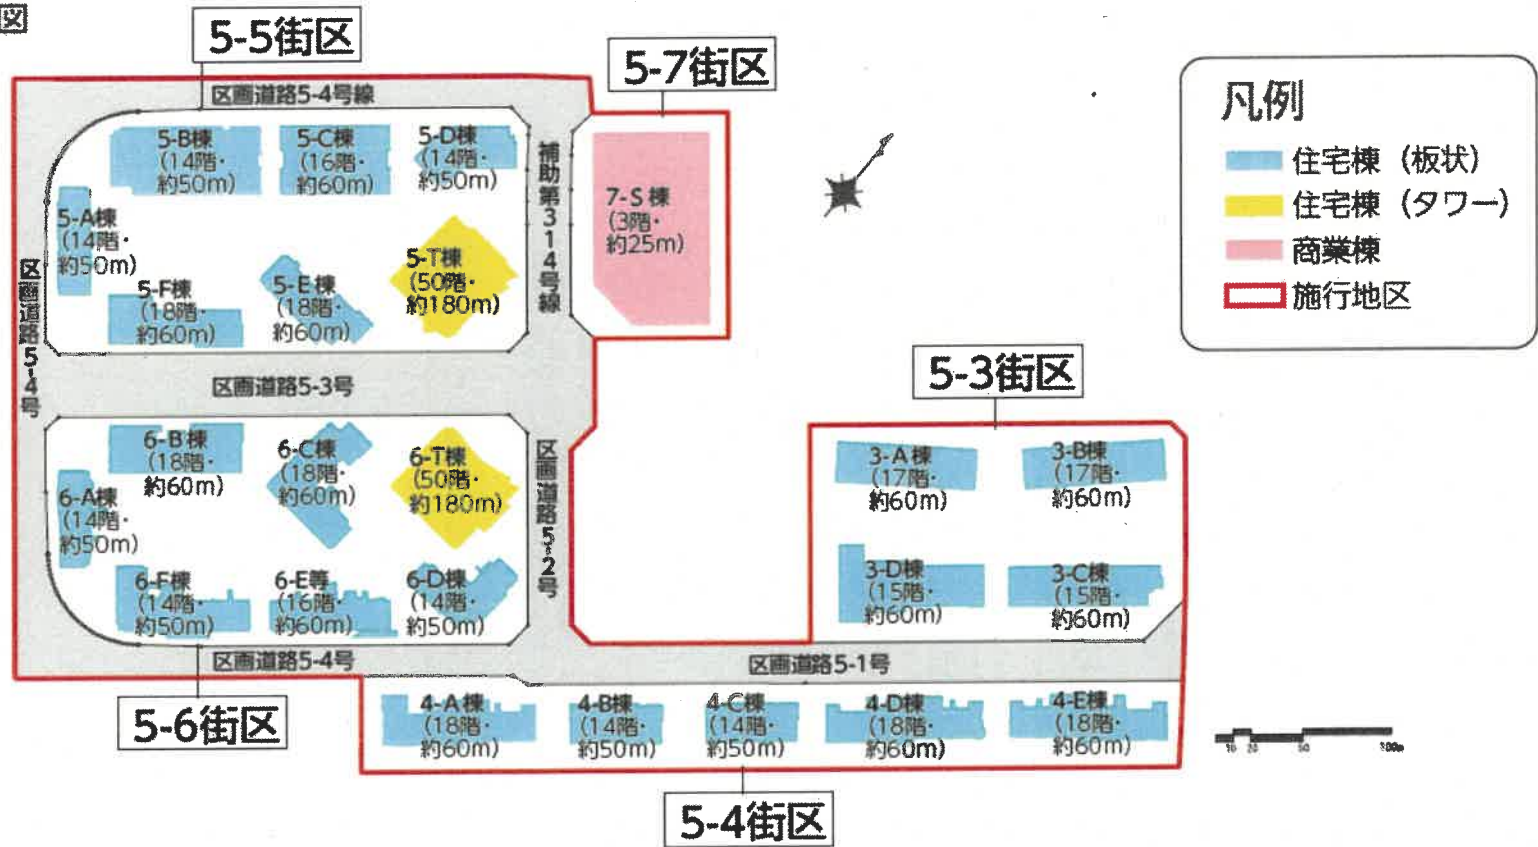 図
5-5街区
5-7街区
区画道路5-4号線
5-B棟
(14階・
約50m)
5-C棟
(16階・
約60m)
5-D棟
(14階・
約50m)
5-A棟
(14階・
約50m)
5-F棟
(18階・
約60m)
5-E棟
(18階・
約60m)
5-T棟
(50階・
約180m)
補助第314号線
7-S棟
(3階・
約25m)
区画道路5-4号
区画道路5-3号
凡例
住宅棟（板状）
住宅棟（タワー）
商業棟
施行地区
5-3街区
6-B棟
(18階・
約60m)
6-C棟
(18階・
約60m)
6-T棟
(50階・
約180m)
6-A棟
(14階・
約50m)
6-F棟
(14階・
約50m)
6-E等
(16階・
約60m)
6-D棟
(14階・
約50m)
区画道路5-2号
3-A棟
(17階・
約60m)
3-B棟
(17階・
約60m)
3-D棟
(15階・
約60m)
3-C棟
(15階・
約60m)
区画道路5-4号
区画道路5-1号
5-6街区
4-A棟
(18階・
約60m)
4-B棟
(14階・
約50m)
4-C棟
(14階・
約50m)
4-D棟
(18階・
約60m)
4-E棟
(18階・
約60m)
10 20 50 100m
5-4街区